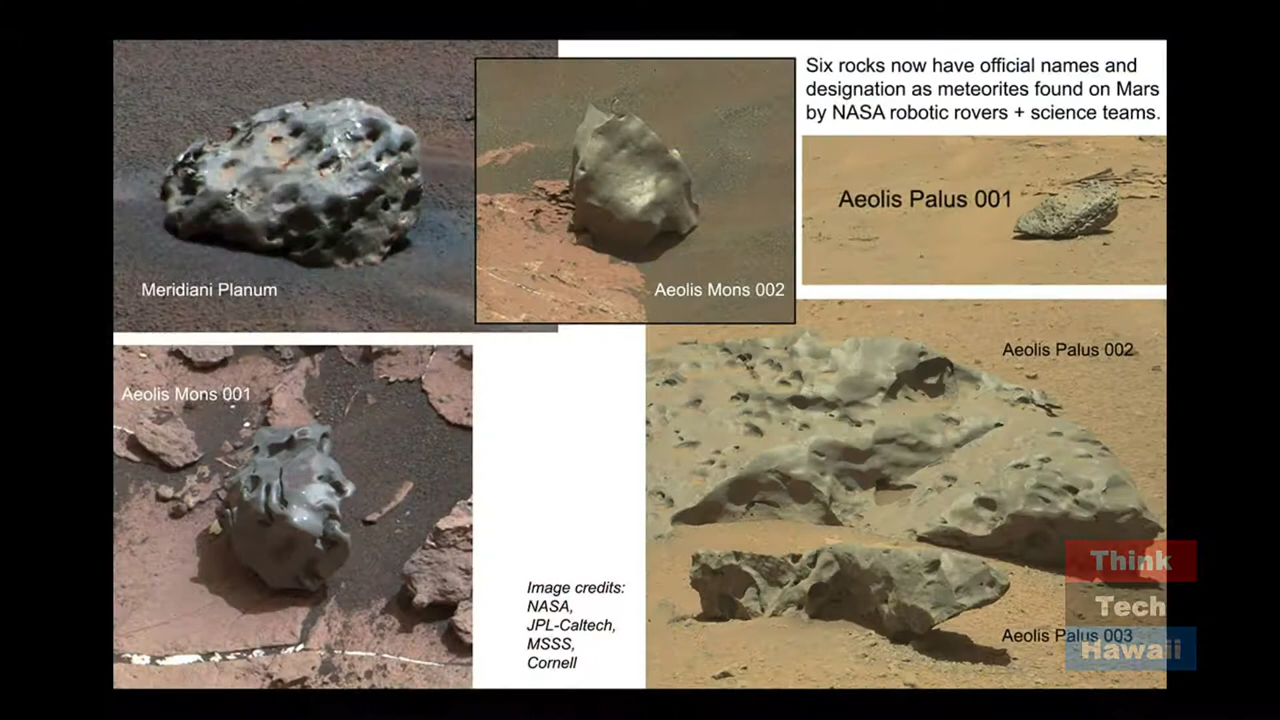 Six rocks now have official names and
designation as meteorites found on Mars
by NASA robotic rovers + science teams.
Meridiani Planum
Aeolis Mons 002
Aeolis Palus 001
Aeolis Mons 001
Aeolis Palus 002
Image credits:
NASA,
JPL-Caltech,
MSSS,
Cornell
Aeolis Palus 003
Think
Tech
Hawaii